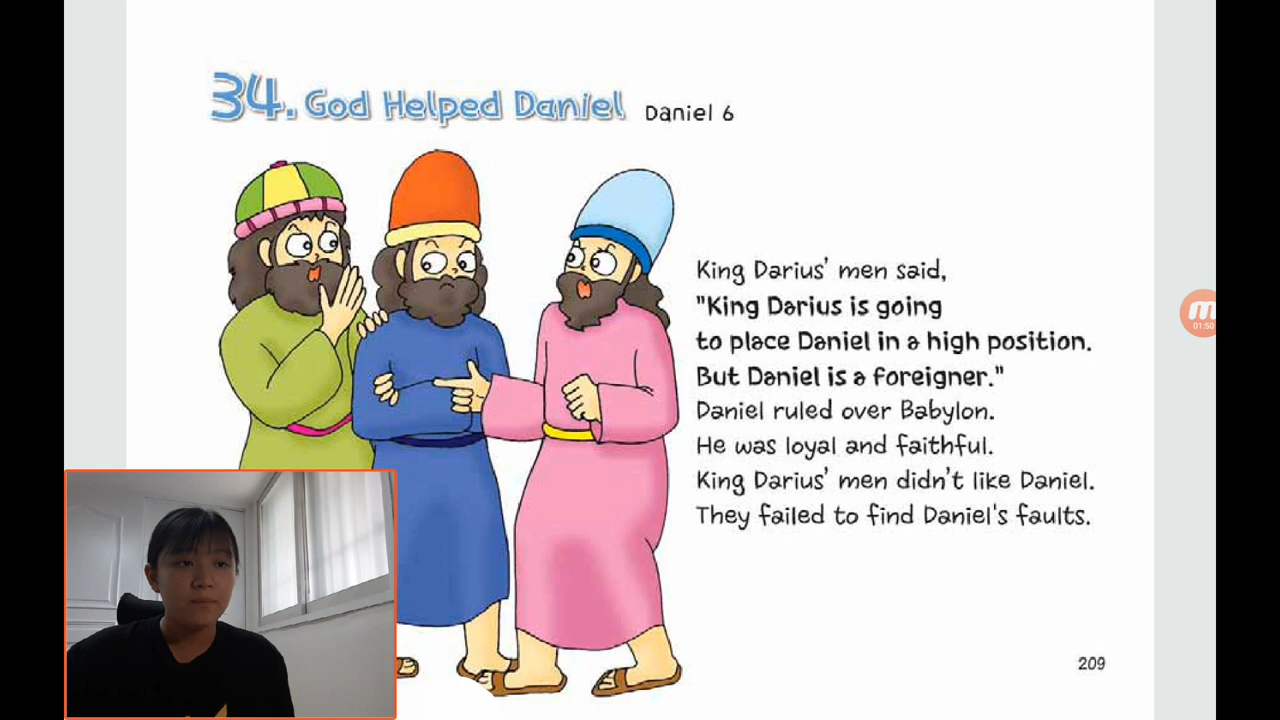 34. God Helped Daniel Daniel 6
King Darius' men said,
"King Darius is going
to place Daniel in a high position.
But Daniel is a foreigner."
Daniel ruled over Babylon.
He was loyal and faithful.
King Darius' men didn't like Daniel.
They failed to find Daniel's faults.
209
01:50